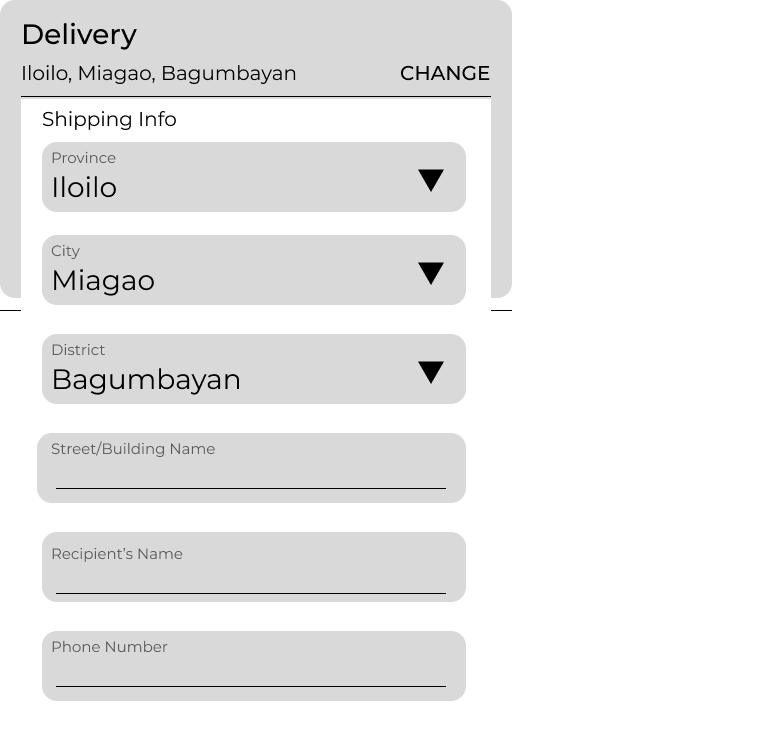 Delivery
Iloilo, Miagao, Bagumbayan
CHANGE
Shipping Info
Province
Iloilo
City
Miagao
District
Bagumbayan
Street/Building Name
Recipient’s Name
Phone Number